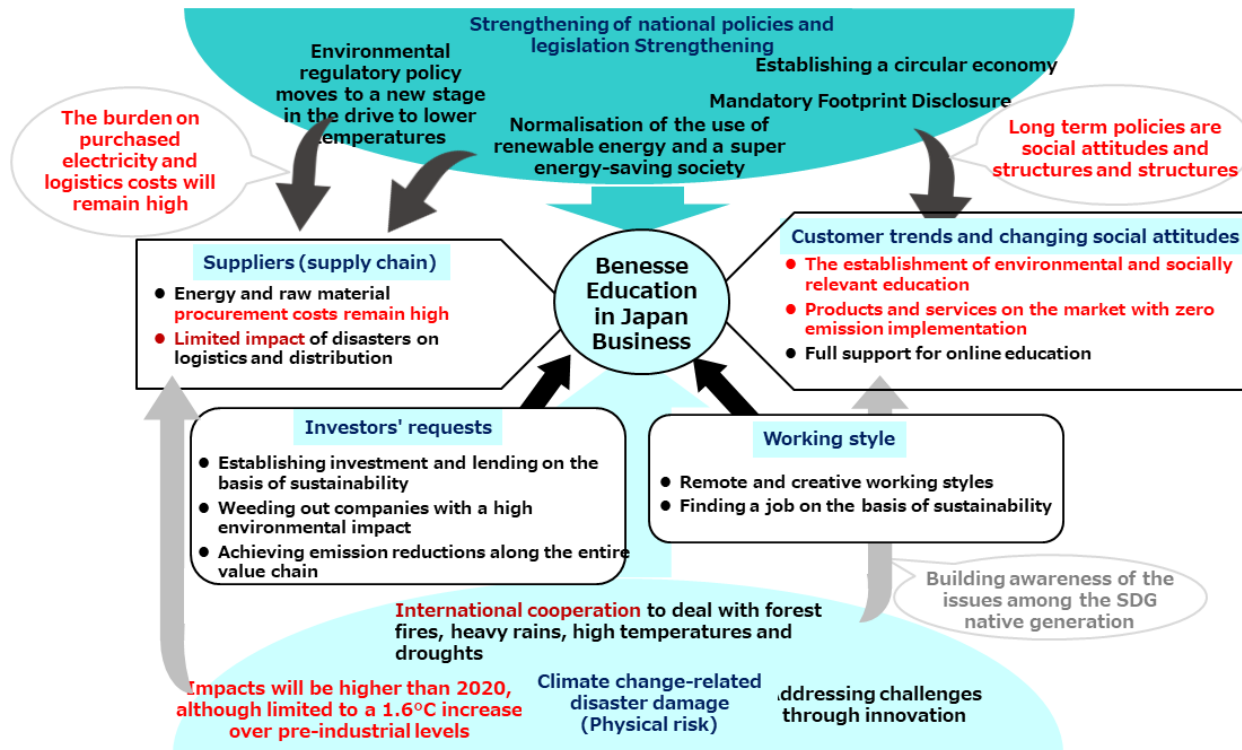 Strengthening of national policies and
legislation Strengthening
Environmental
regulatory policy
moves to a new stage
in the drive to lower
temperatures
Establishing a circular economy
Mandatory Footprint Disclosure
Normalisation of the use of
renewable energy and a super
energy-saving society
The burden on
purchased
electricity and
logistics costs will
remain high
Long term policies are
social attitudes and
structures and structures
Suppliers (supply chain)
● Energy and raw material
procurement costs remain high
● Limited impact of disasters on
logistics and distribution
Benesse
Education
in Japan
Business
Customer trends and changing social attitudes
● The establishment of environmental and socially
relevant education
● Products and services on the market with zero
emission implementation
● Full support for online education
Investors' requests
● Establishing investment and lending on the
basis of sustainability
● Weeding out companies with a high
environmental impact
● Achieving emission reductions along the entire
value chain
Working style
● Remote and creative working styles
● Finding a job on the basis of sustainability
Building awareness of the
issues among the SDG
native generation
International cooperation to deal with forest
fires, heavy rains, high temperatures and
droughts
Impacts will be higher than 2020,
although limited to a 1.6°C increase
over pre-industrial levels
Climate change-related
disaster damage
(Physical risk)
Addressing challenges
through innovation